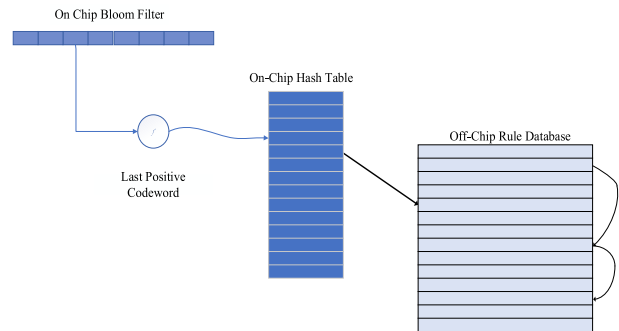 On Chip Bloom Filter
On-Chip Hash Table
Off-Chip Rule Database
f
Last Positive
Codeword